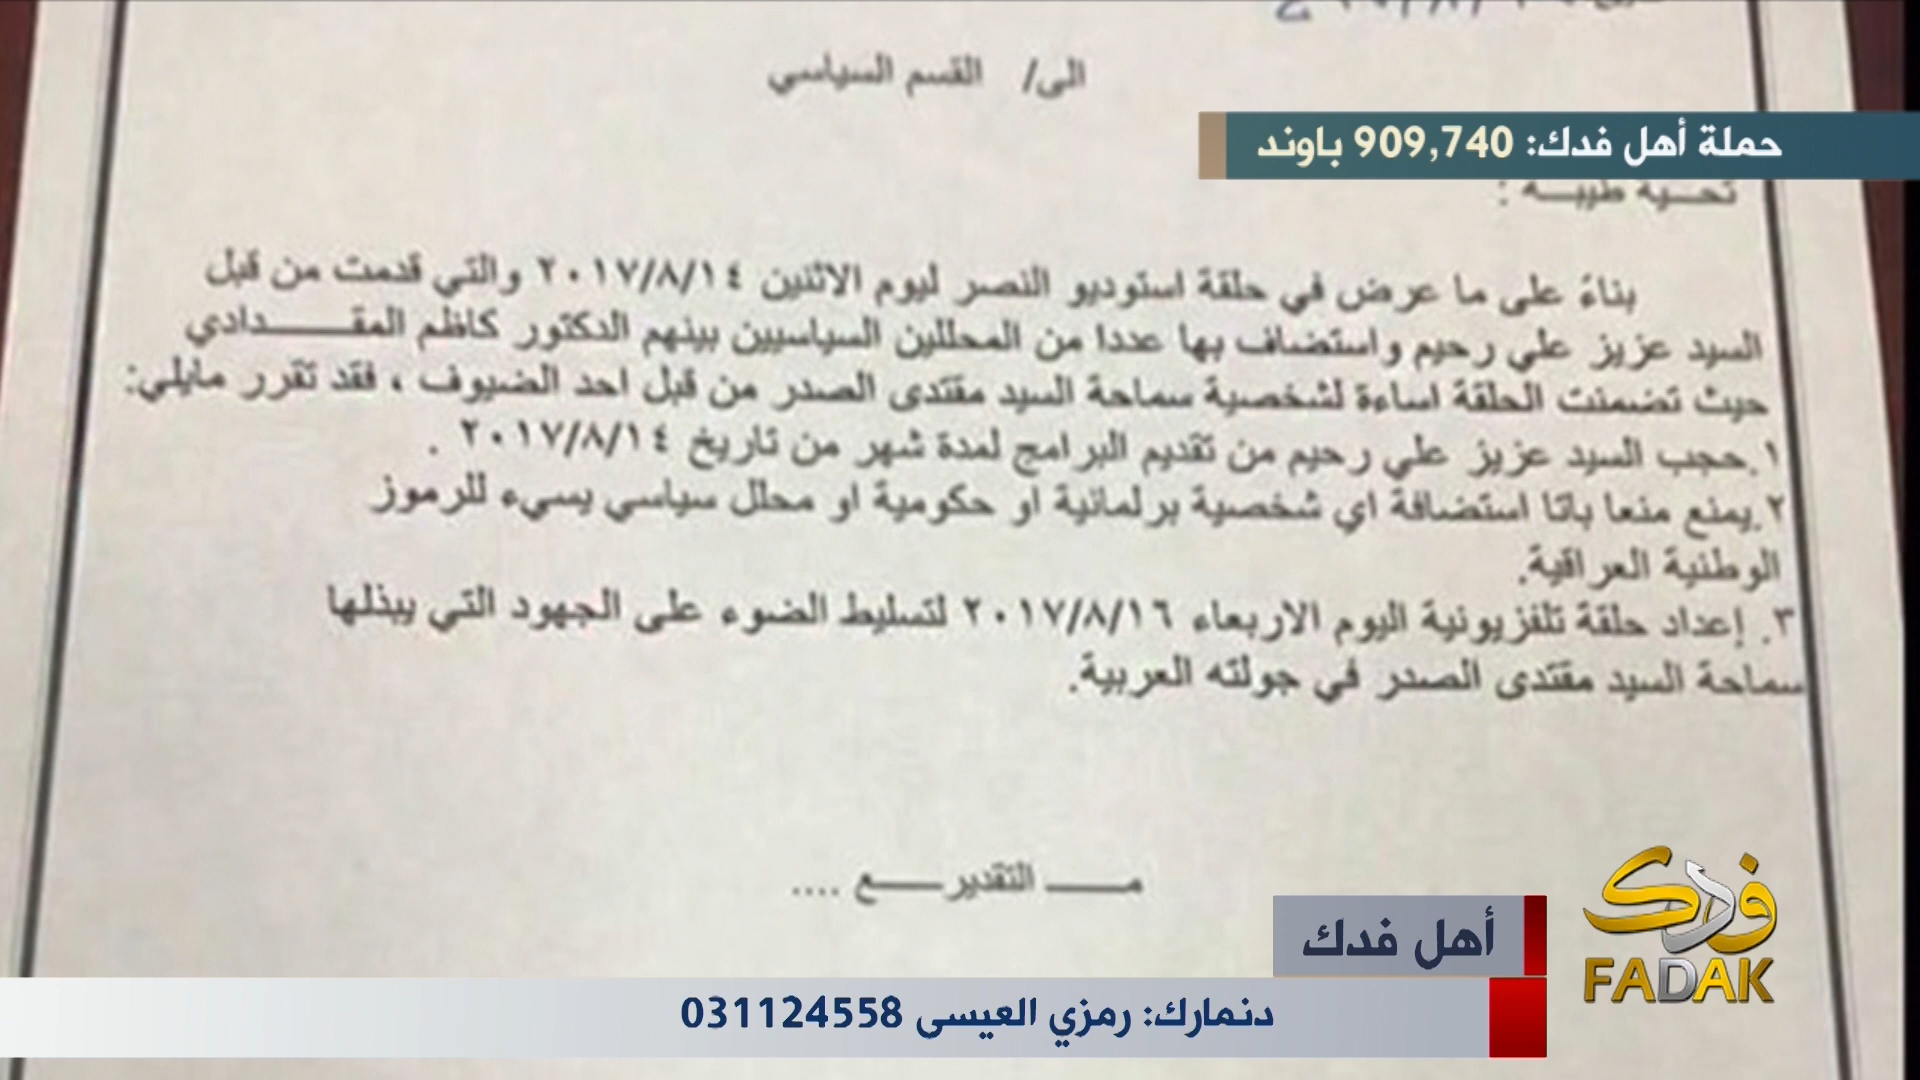 الى/ القسم السياسي
حملة أهل فدك: 909,740 باوند
تحـــية طيبـــة :
بناءً على ما عرض في حلقة استوديو النصر ليوم الاثنين ٢٠١٧/٨/١٤ والتي قدمت من قبل
السيد عزيز علي رحيم واستضاف بها عددا من المحللين السياسيين بينهم الدكتور كاظم المقـــــدادي
حيث تضمنت الحلقة اساءة لشخصية سماحة السيد مقتدى الصدر من قبل احد الضيوف ، فقد تقرر مايلي:
١.حجب السيد عزيز علي رحيم من تقديم البرامج لمدة شهر من تاريخ ٢٠١٧/٨/١٤ .
٢.يمنع منعا باتا استضافة اي شخصية برلمانية او حكومية او محلل سياسي يسيء للرموز
الوطنية العراقية.
٣. إعداد حلقة تلفزيونية اليوم الاربعاء ٢٠١٧/٨/١٦ لتسليط الضوء على الجهود التي يبذلها
سماحة السيد مقتدى الصدر في جولته العربية.
مـــــ التقديرـــــع ....
أهل فدك
فدك
FADAK
دنمارك: رمزي العيسى 031124558